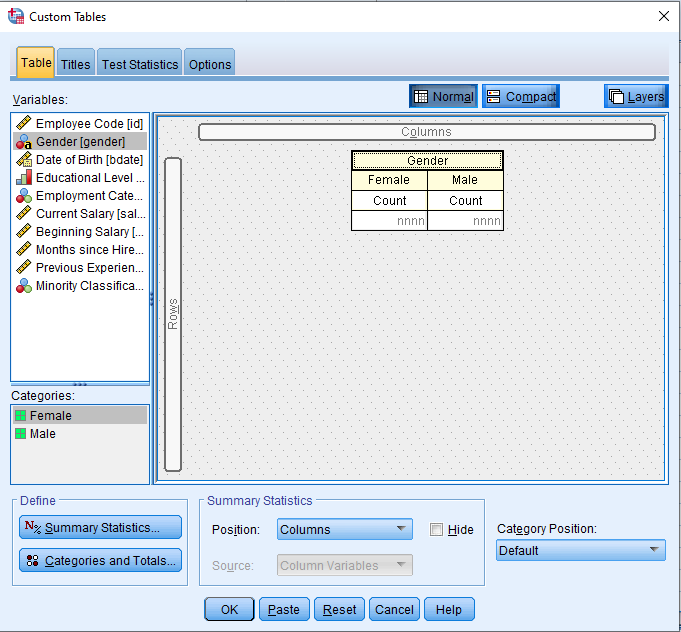 Custom Tables
Table Titles Test Statistics Options
Variables:
Normal Compact Layers
Employee Code [id]
Gender [gender]
Date of Birth [bdate]
Educational Level ...
Employment Cate...
Current Salary [sal...
Beginning Salary [...
Months since Hire...
Previous Experien...
Minority Classifica...
Columns
Rows
Gender
Female Male
Count Count
nnnn nnnn
Categories:
Female
Male
Define
N% Summary Statistics...
Categories and Totals...
Summary Statistics
Position: Columns Hide
Source: Column Variables
Category Position:
Default
OK Paste Reset Cancel Help